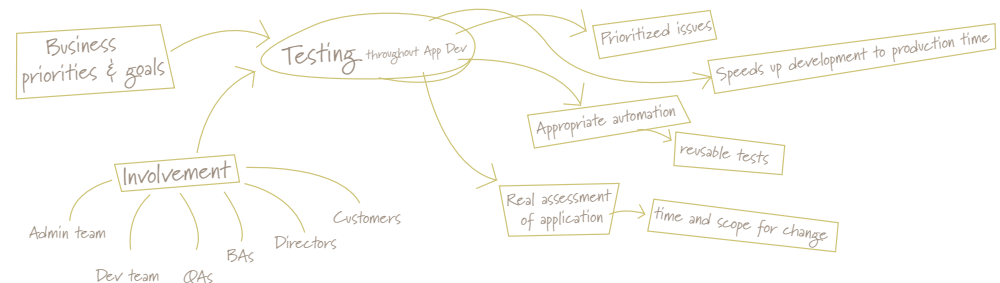 Business
priorities & goals
Testing throughout App Dev
Prioritized issues
Speeds up development to production time
Appropriate automation
reusable tests
Involvement
Real assessment
of application
time and scope for change
Admin team
Dev team
QAs
BAs
Directors
Customers